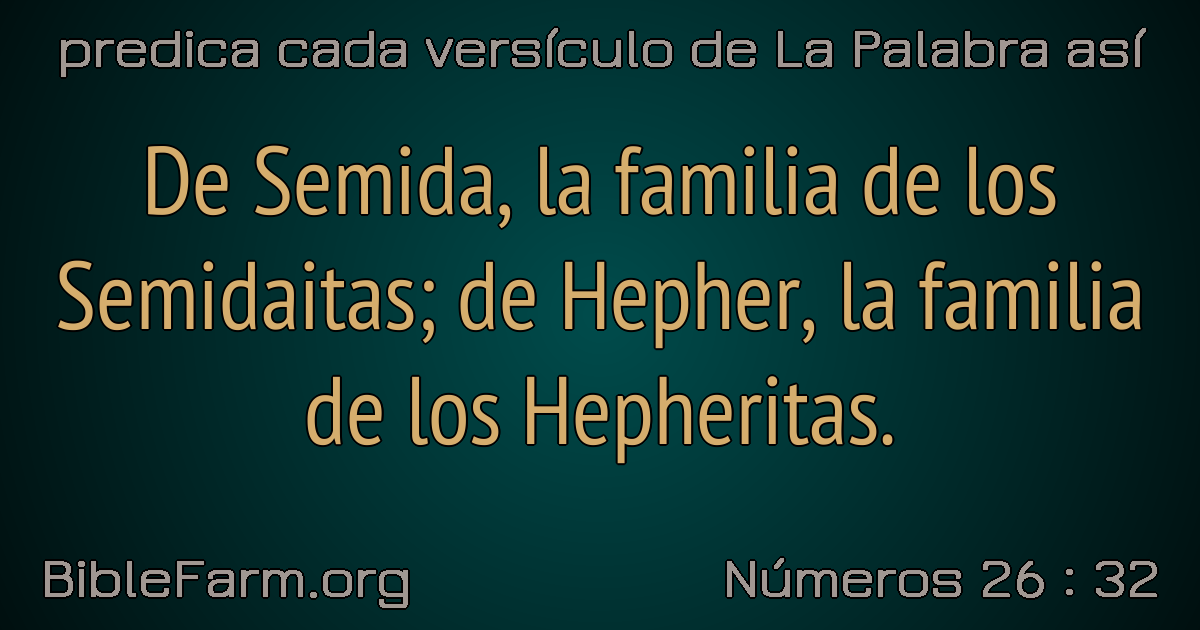 predica cada versículo de La Palabra así
De Semida, la familia de los
Semidaitas; de Hepher, la familia
de los Hepheritas.
BibleFarm.org
Números 26 : 32